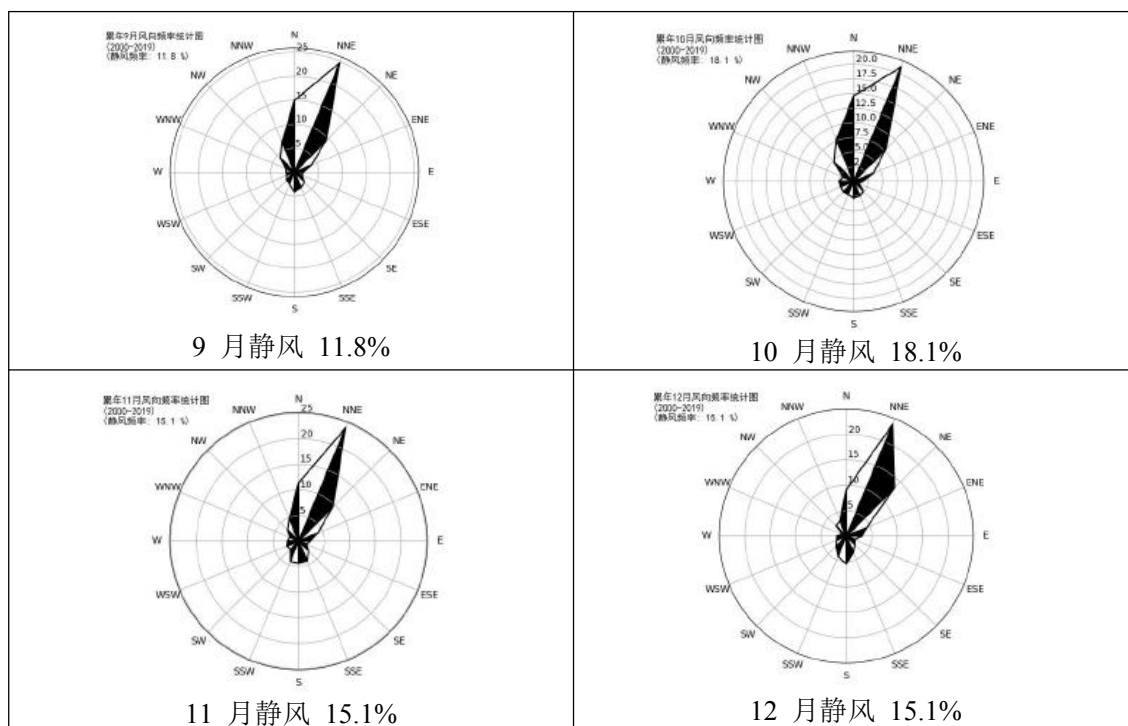 累年9月风向频率统计图
(2000-2019)
(静风频率: 11.8 %)
N
NNE
NE
ENE
E
ESE
SE
SSE
S
SSW
SW
WSW
W
WNW
NW
NNW
25
20
15
10
5
9 月静风 11.8%
累年10月风向频率统计图
(2000-2019)
(静风频率: 18.1 %)
N
NNE
NE
ENE
E
ESE
SE
SSE
S
SSW
SW
WSW
W
WNW
NW
NNW
20.0
17.5
15.0
12.5
10.0
7.5
5.0
10 月静风 18.1%
累年11月风向频率统计图
(2000-2019)
(静风频率: 15.1 %)
N
NNE
NE
ENE
E
ESE
SE
SSE
S
SSW
SW
WSW
W
WNW
NW
NNW
25
20
15
10
5
11 月静风 15.1%
累年12月风向频率统计图
(2000-2019)
(静风频率: 15.1 %)
N
NNE
NE
ENE
E
ESE
SE
SSE
S
SSW
SW
WSW
W
WNW
NW
NNW
20
15
10
5
12 月静风 15.1%